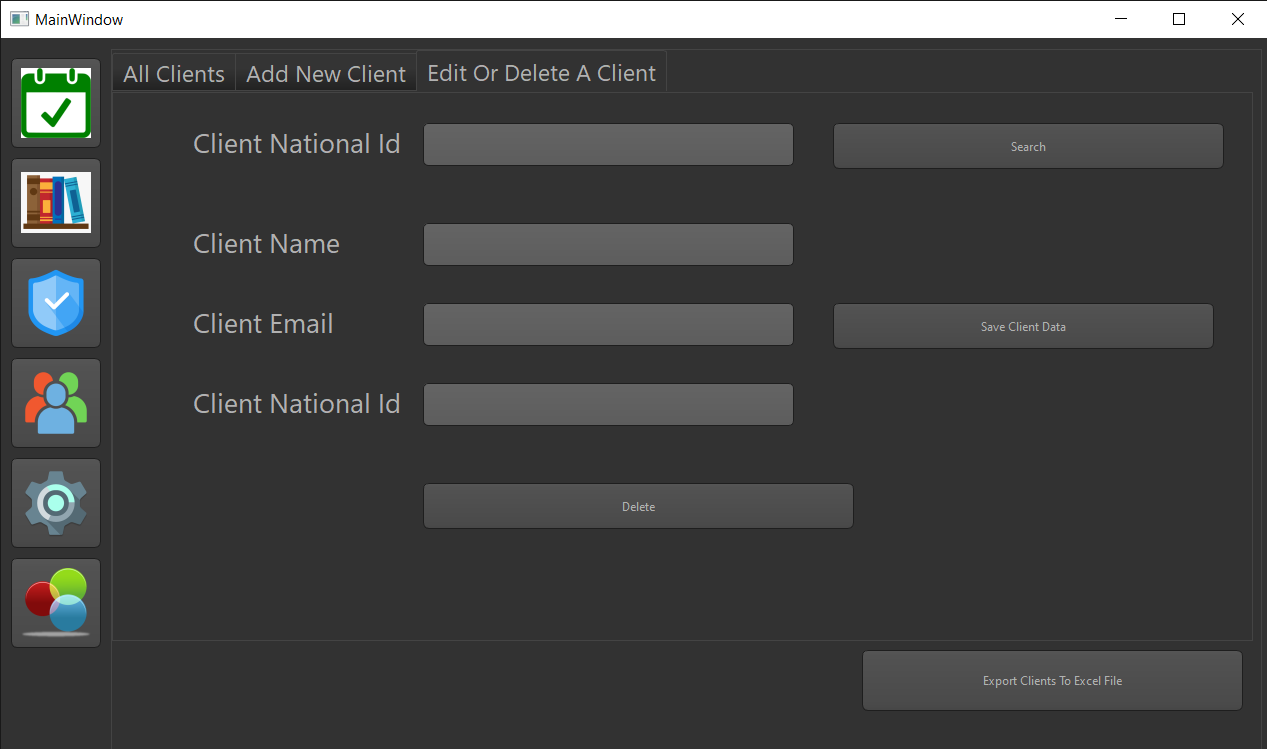 MainWindow
All Clients
Add New Client
Edit Or Delete A Client
Client National Id
Search
Client Name
Client Email
Save Client Data
Client National Id
Delete
Export Clients To Excel File